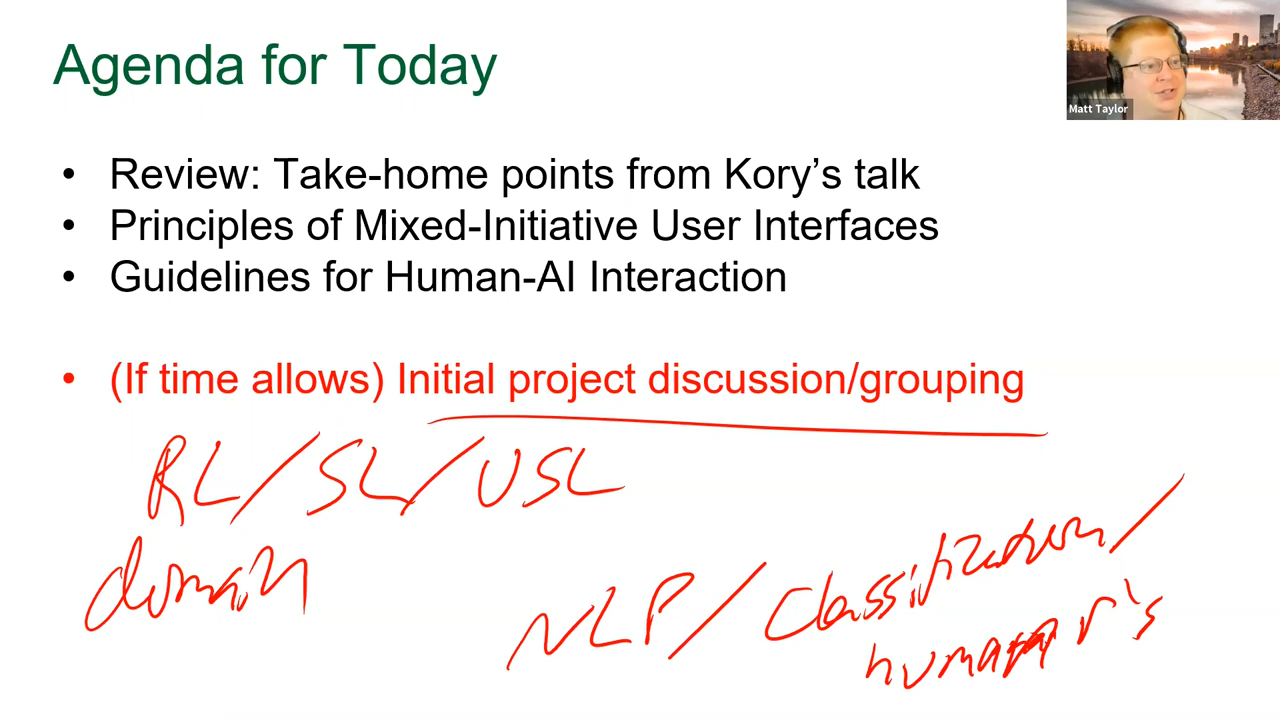 Agenda for Today
Matt Taylor
• Review: Take-home points from Kory’s talk
• Principles of Mixed-Initiative User Interfaces
• Guidelines for Human-AI Interaction
• (If time allows) Initial project discussion/grouping
RL/SL/USL
domain
NLP/Classification/